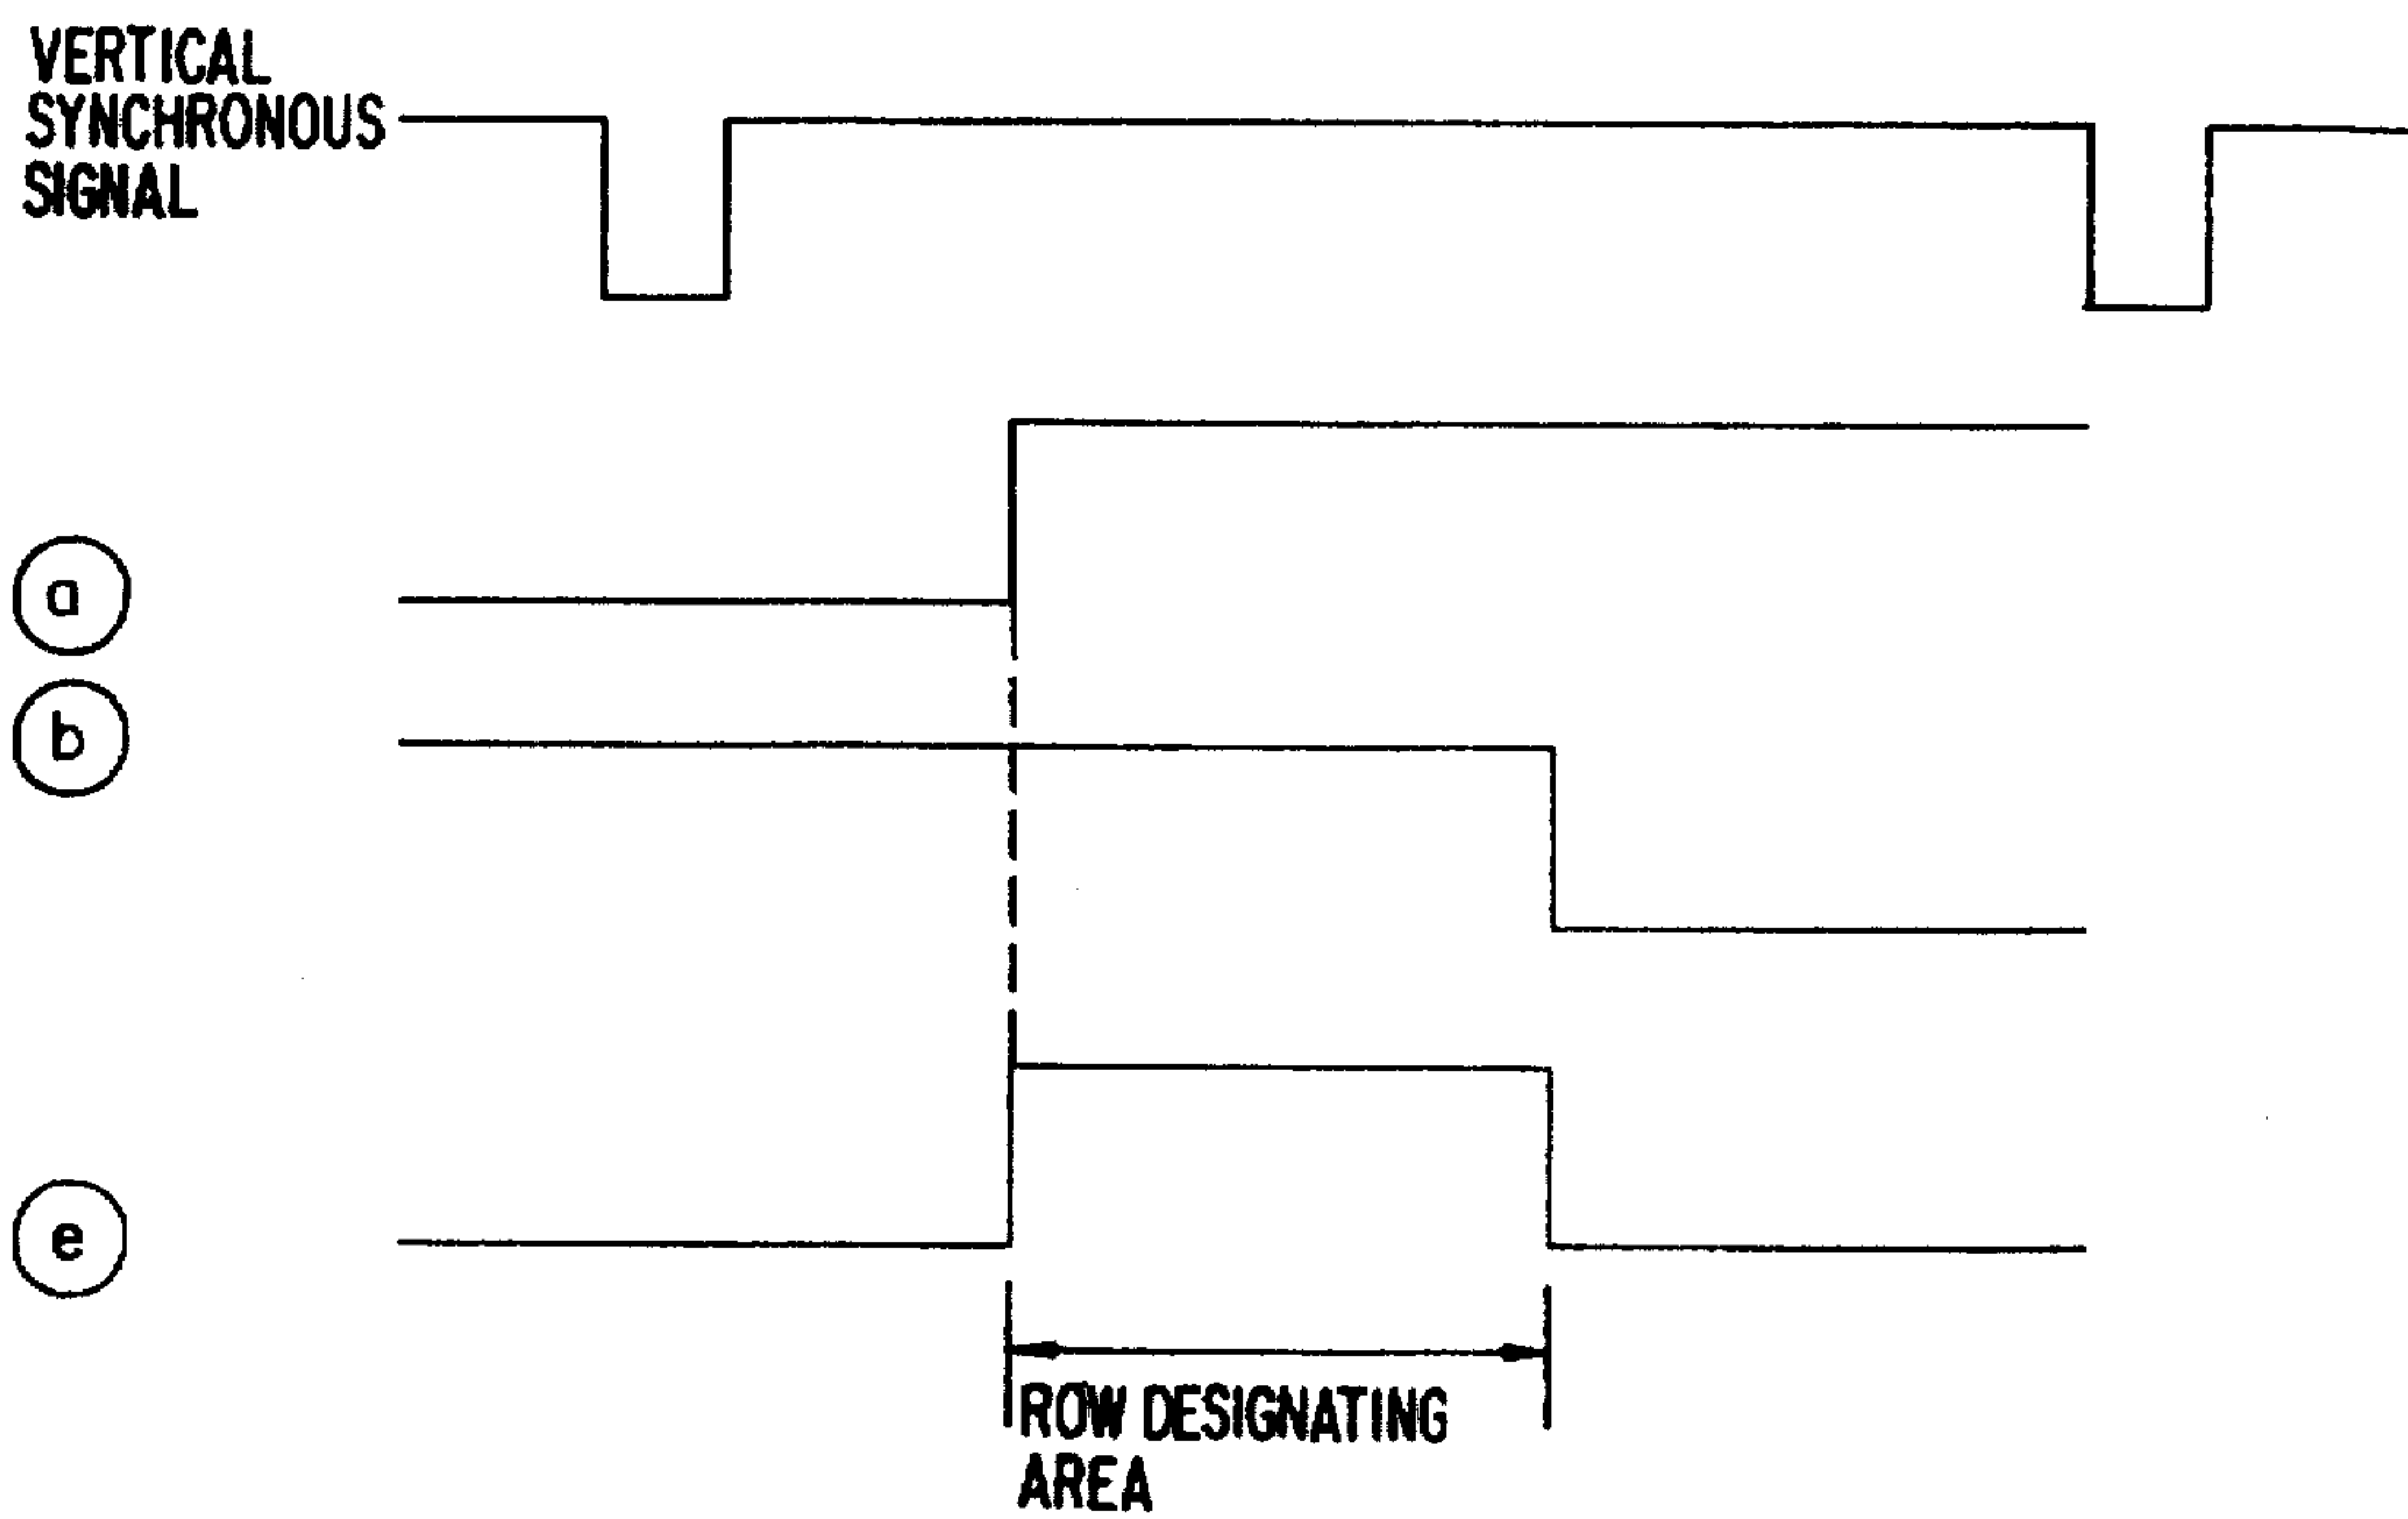 VERTICAL
SYNCHRONOUS
SIGNAL
a
b
e
ROW DESIGNATING
AREA